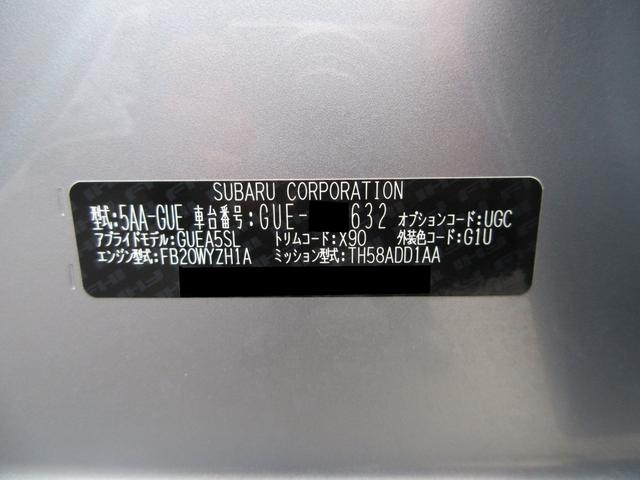 SUBARU CORPORATION
型式:5AA-GUE 車台番号:GUE- 632 オプションコード:UGC
アプライドモデル:GUEA5SL トリムコード:X90 外装色コード:G1U
エンジン型式:FB20WYZH1A ミッション型式:TH58ADD1AA